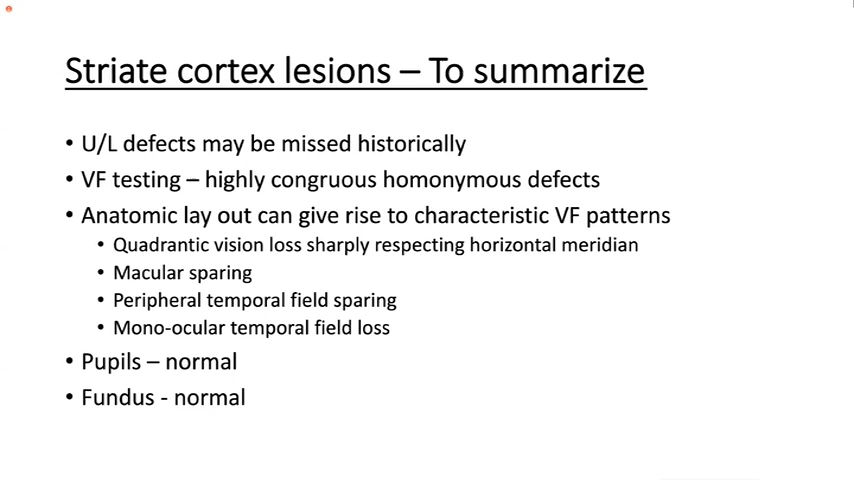 Striate cortex lesions – To summarize
• U/L defects may be missed historically
• VF testing – highly congruous homonymous defects
• Anatomic lay out can give rise to characteristic VF patterns
• Quadrantic vision loss sharply respecting horizontal meridian
• Macular sparing
• Peripheral temporal field sparing
• Mono-ocular temporal field loss
• Pupils – normal
• Fundus - normal